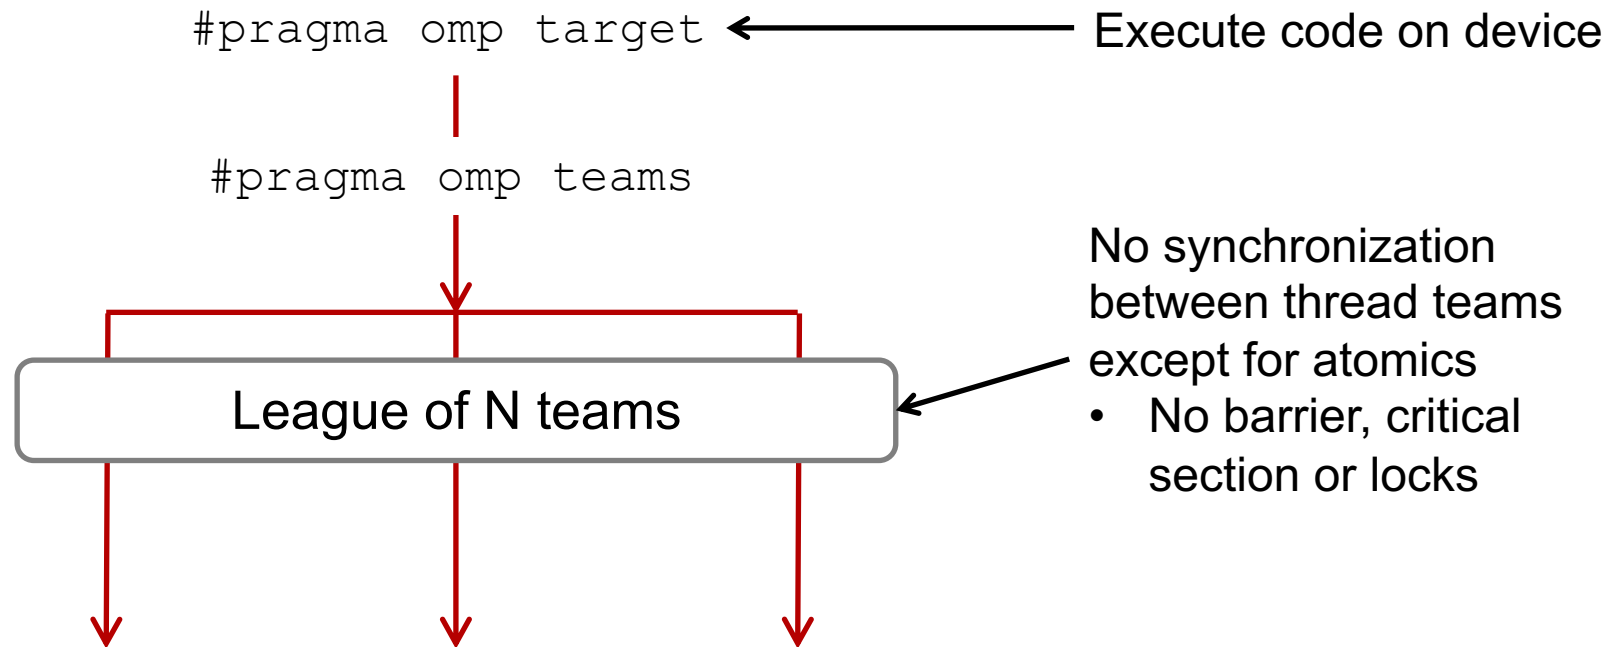 #pragma omp target
Execute code on device
#pragma omp teams
No synchronization
between thread teams
except for atomics
• No barrier, critical
section or locks
League of N teams